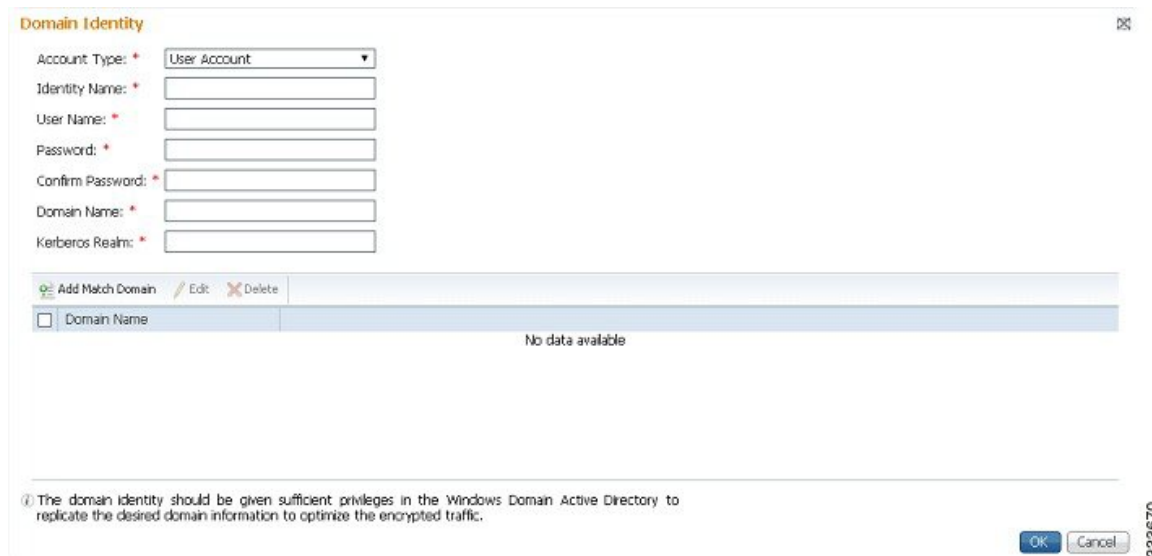 Domain Identity
Account Type: * User Account
Identity Name: *
User Name: *
Password: *
Confirm Password: *
Domain Name: *
Kerberos Realm: *
Add Match Domain Edit Delete
Domain Name
No data available
The domain identity should be given sufficient privileges in the Windows Domain Active Directory to
replicate the desired domain information to optimize the encrypted traffic.
OK Cancel